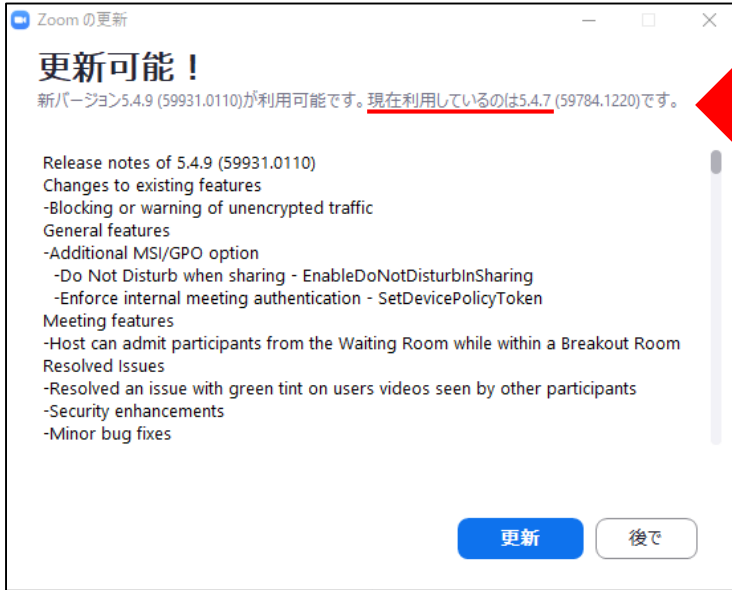 Zoom の更新
更新可能！
新バージョン5.4.9 (59931.0110)が利用可能です。現在利用しているのは5.4.7 (59784.1220)です。
Release notes of 5.4.9 (59931.0110)
Changes to existing features
-Blocking or warning of unencrypted traffic
General features
-Additional MSI/GPO option
-Do Not Disturb when sharing - EnableDoNotDisturbInSharing
-Enforce internal meeting authentication - SetDevicePolicyToken
Meeting features
-Host can admit participants from the Waiting Room while within a Breakout Room
Resolved Issues
-Resolved an issue with green tint on users videos seen by other participants
-Security enhancements
-Minor bug fixes
更新 後で